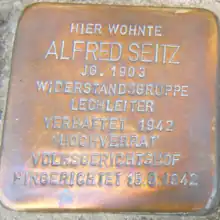 HIER WOHNTE
ALFRED SEITZ
JG. 1903
WIDERSTANDSGRUPPE
LECHLEITER
VERHAFTET 1942
HOCHVERRAT
VOLKSGERICHTSHOF
HINGERICHTET 15.9.1942